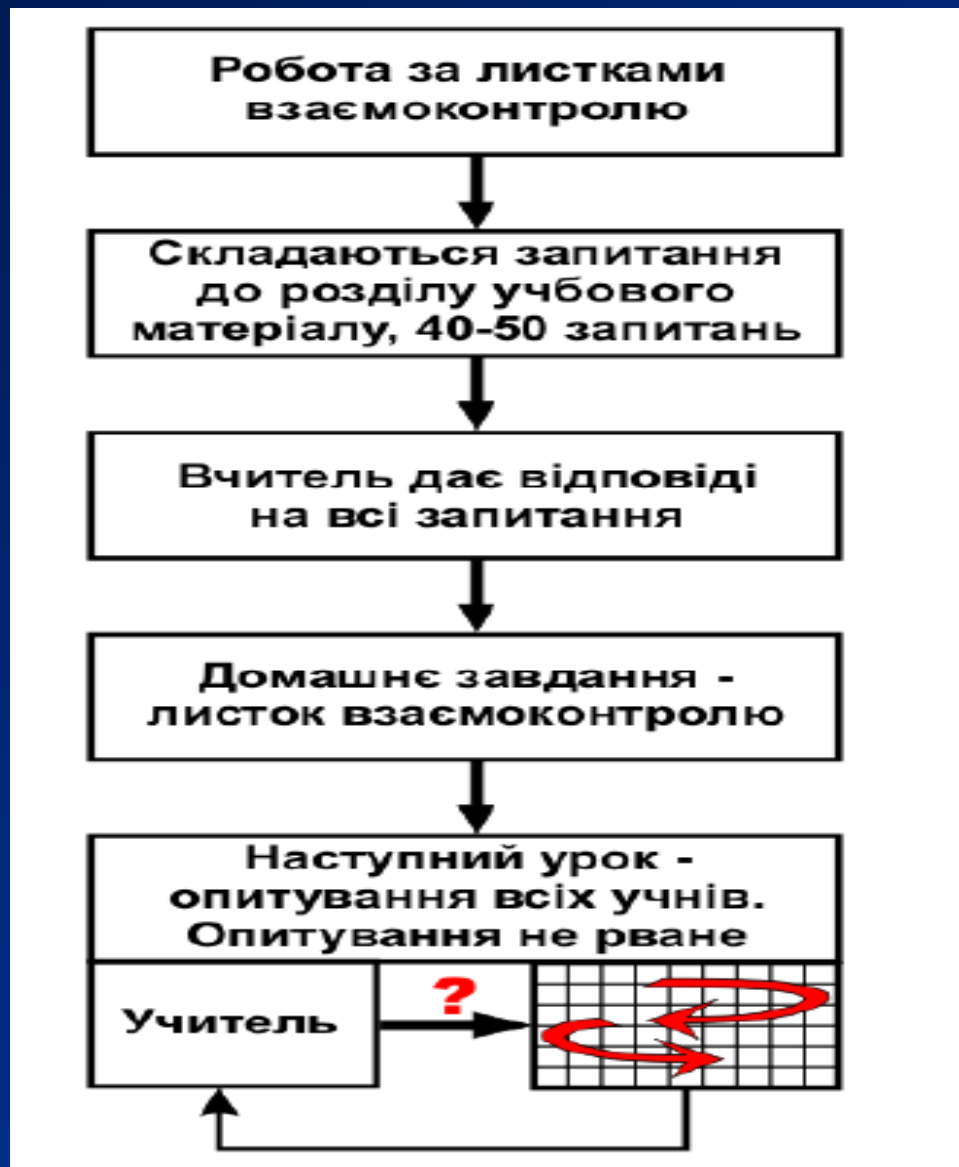 Робота за листками
взаємоконтролю
Складаються запитання
до розділу учбового
матеріалу, 40-50 запитань
Вчитель дає відповіді
на всі запитання
Домашнє завдання -
листок взаємоконтролю
Наступний урок -
опитування всіх учнів.
Опитування не рване
Учитель
?